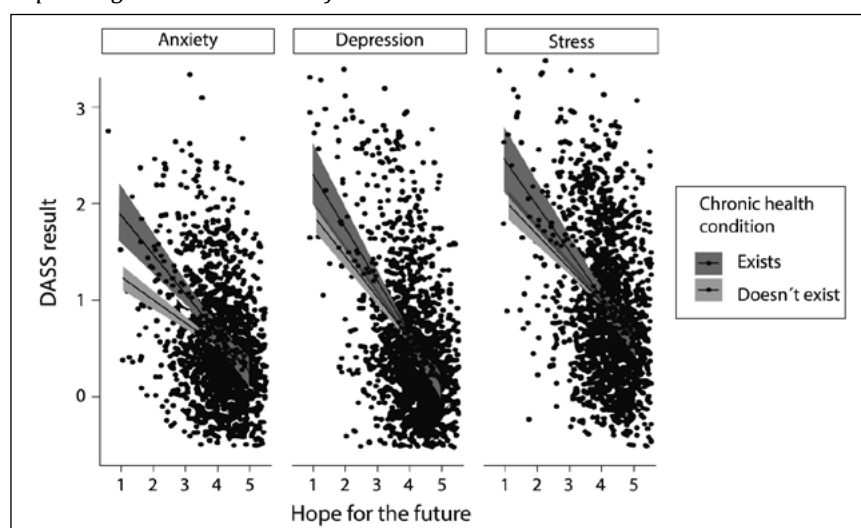 Anxiety
Depression
Stress
3
2
1
0
DASS result
1 2 3 4 5
1 2 3 4 5
1 2 3 4 5
Hope for the future
Chronic health
condition
Exists
Doesn´t exist